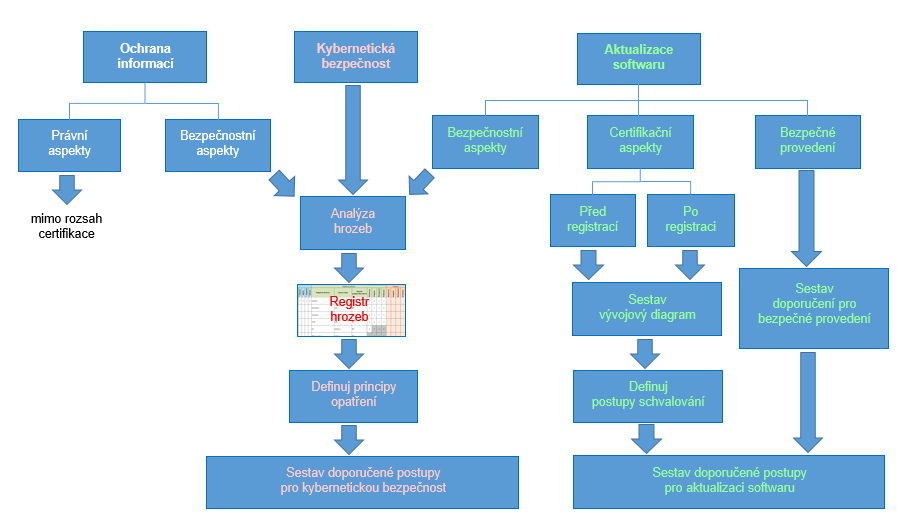 Ochrana
informací
Kybernetická
bezpečnost
Aktualizace
softwaru
Právní
aspekty
Bezpečnostní
aspekty
Bezpečnostní
aspekty
Certifikační
aspekty
Bezpečné
provedení
mimo rozsah
certifikace
Analýza
hrozeb
Před
registrací
Po
registraci
Registr
hrozeb
Sestav
vývojový diagram
Sestav
doporučení pro
bezpečné provedení
Definuj principy
opatření
Definuj
postupy schvalování
Sestav doporučené postupy
pro kybernetickou bezpečnost
Sestav doporučené postupy
pro aktualizaci softwaru